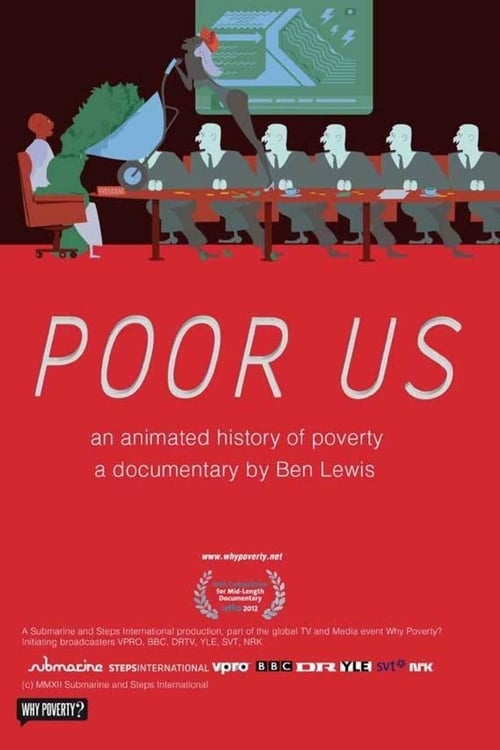 POOR US
an animated history of poverty
a documentary by Ben Lewis
www.whypoverty.net
IDFA Competition
for Mid-Length
Documentary
idfa 2012
A Submarine and Steps International production, part of the global TV and Media event Why Poverty?
Initiating broadcasters VPRO, BBC, DRTV, YLE, SVT, NRK
submarine STEPSINTERNATIONAL vpro BBC DR YLE svt NRK
(c) MMXII Submarine and Steps International
WHY POVERTY?